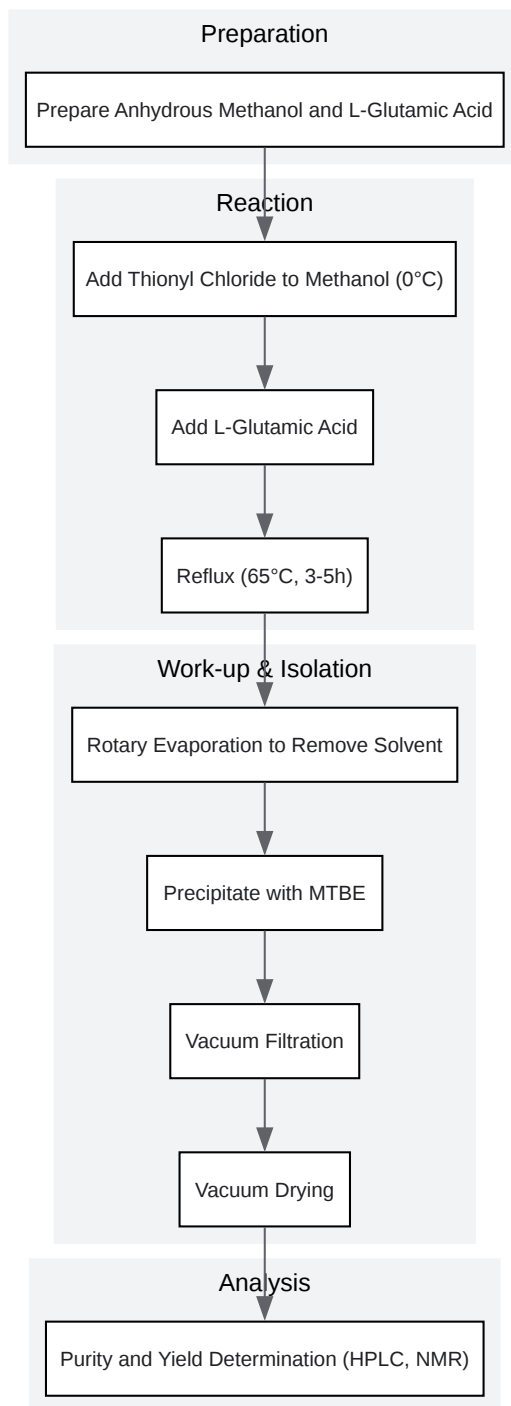 Preparation
Prepare Anhydrous Methanol and L-Glutamic Acid
Reaction
Add Thionyl Chloride to Methanol (0°C)
Add L-Glutamic Acid
Reflux (65°C, 3-5h)
Work-up & Isolation
Rotary Evaporation to Remove Solvent
Precipitate with MTBE
Vacuum Filtration
Vacuum Drying
Analysis
Purity and Yield Determination (HPLC, NMR)